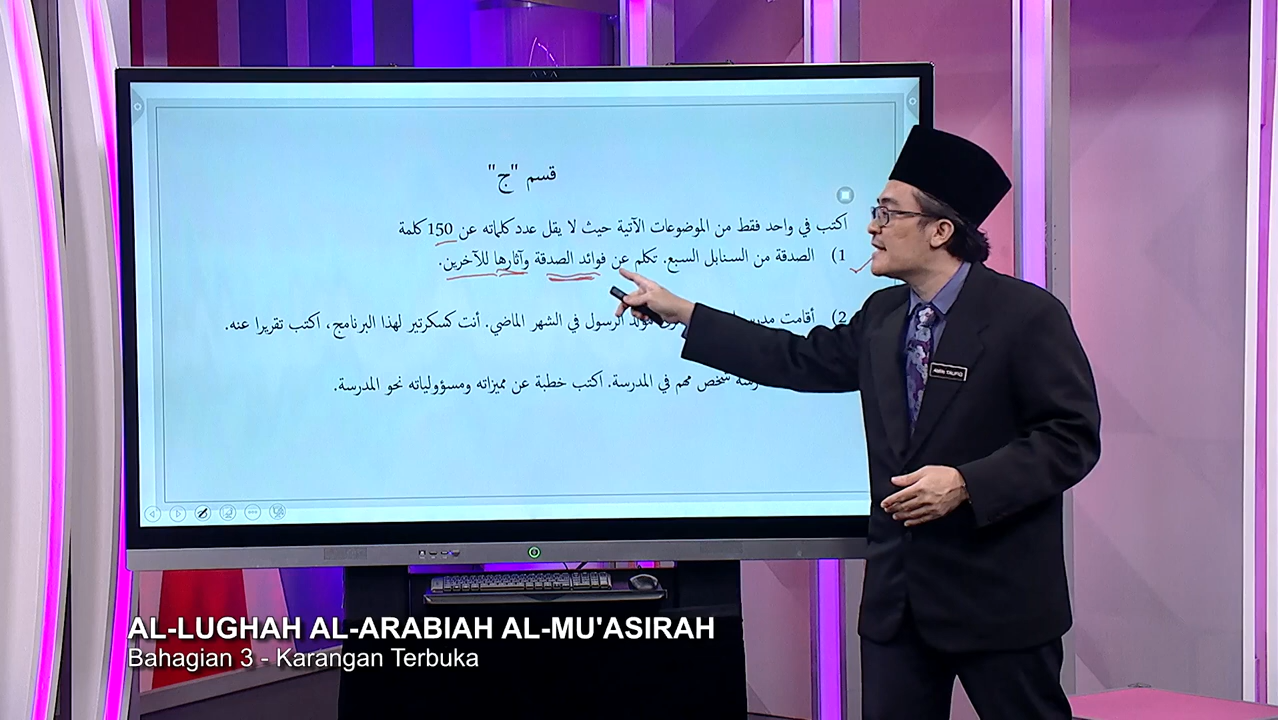 قسم "ج"
اكتب في واحد فقط من الموضوعات الآتية حيث لا يقل عدد كلماته عن 150 كلمة
1) الصدقة من السنابل السبع. تكلم عن فوائد الصدقة وآثارها للآخرين.
2) أقامت مولد الرسول في الشهر الماضي. أنت كسكرتير لهذا البرنامج، اكتب تقريرا عنه.
شخص مهم في المدرسة. اكتب خطبة عن مميزاته ومسؤولياته نحو المدرسة.
AMIN TAUFIQ
AL-LUGHAH AL-ARABIAH AL-MU'ASIRAH
Bahagian 3 - Karangan Terbuka